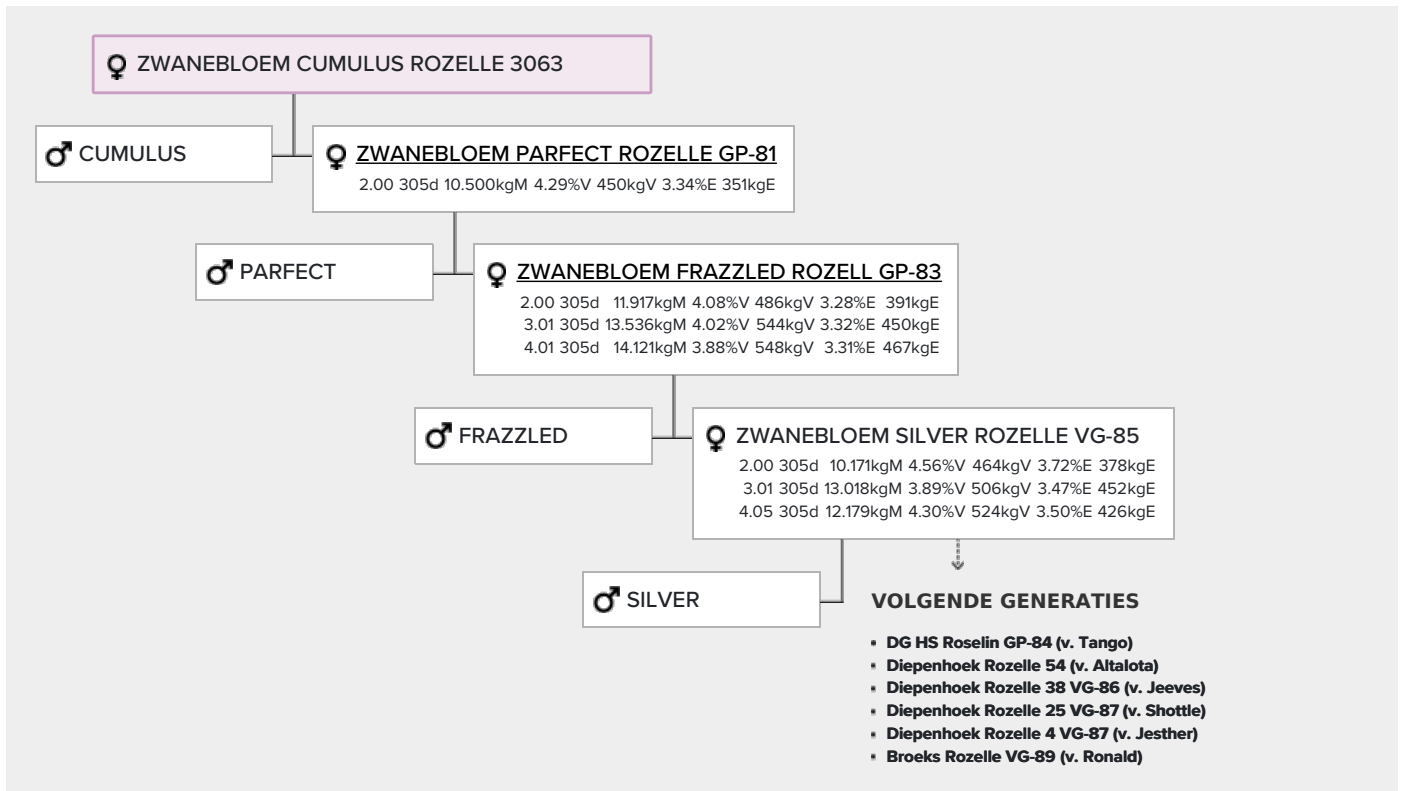 ZWANEBLOEM CUMULUS ROZELLE 3063
CUMULUS
ZWANEBLOEM PARFECT ROZELLE GP-81
2.00 305d 10.500kgM 4.29%V 450kgV 3.34%E 351kgE
PARFECT
ZWANEBLOEM FRAZZLED ROZELL GP-83
2.00 305d 11.917kgM 4.08%V 486kgV 3.28%E 391kgE
3.01 305d 13.536kgM 4.02%V 544kgV 3.32%E 450kgE
4.01 305d 14.121kgM 3.88%V 548kgV 3.31%E 467kgE
FRAZZLED
ZWANEBLOEM SILVER ROZELLE VG-85
2.00 305d 10.171kgM 4.56%V 464kgV 3.72%E 378kgE
3.01 305d 13.018kgM 3.89%V 506kgV 3.47%E 452kgE
4.05 305d 12.179kgM 4.30%V 524kgV 3.50%E 426kgE
SILVER
VOLGENDE GENERATIES
DG HS Roselin GP-84 (v. Tango)
Diepenhoek Rozelle 54 (v. Altalota)
Diepenhoek Rozelle 38 VG-86 (v. Jeeves)
Diepenhoek Rozelle 25 VG-87 (v. Shottle)
Diepenhoek Rozelle 4 VG-87 (v. Jesther)
Broeks Rozelle VG-89 (v. Ronald)